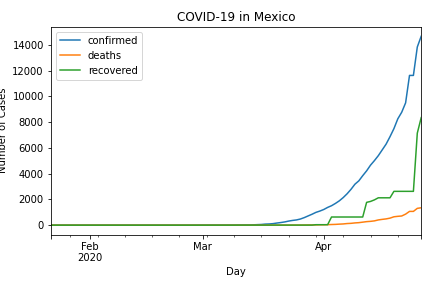 COVID-19 in Mexico
confirmed
deaths
recovered
14000
12000
10000
8000
6000
4000
2000
0
Number of Cases
Feb
2020
Mar
Apr
Day